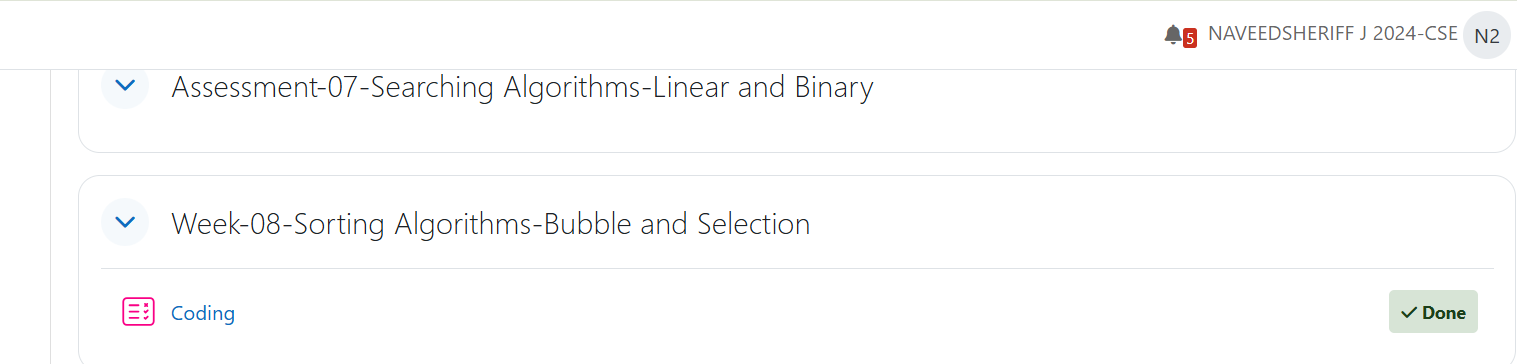 5 NAVEEDSHERIFF J 2024-CSE N2
Assessment-07-Searching Algorithms-Linear and Binary
Week-08-Sorting Algorithms-Bubble and Selection
Coding Done